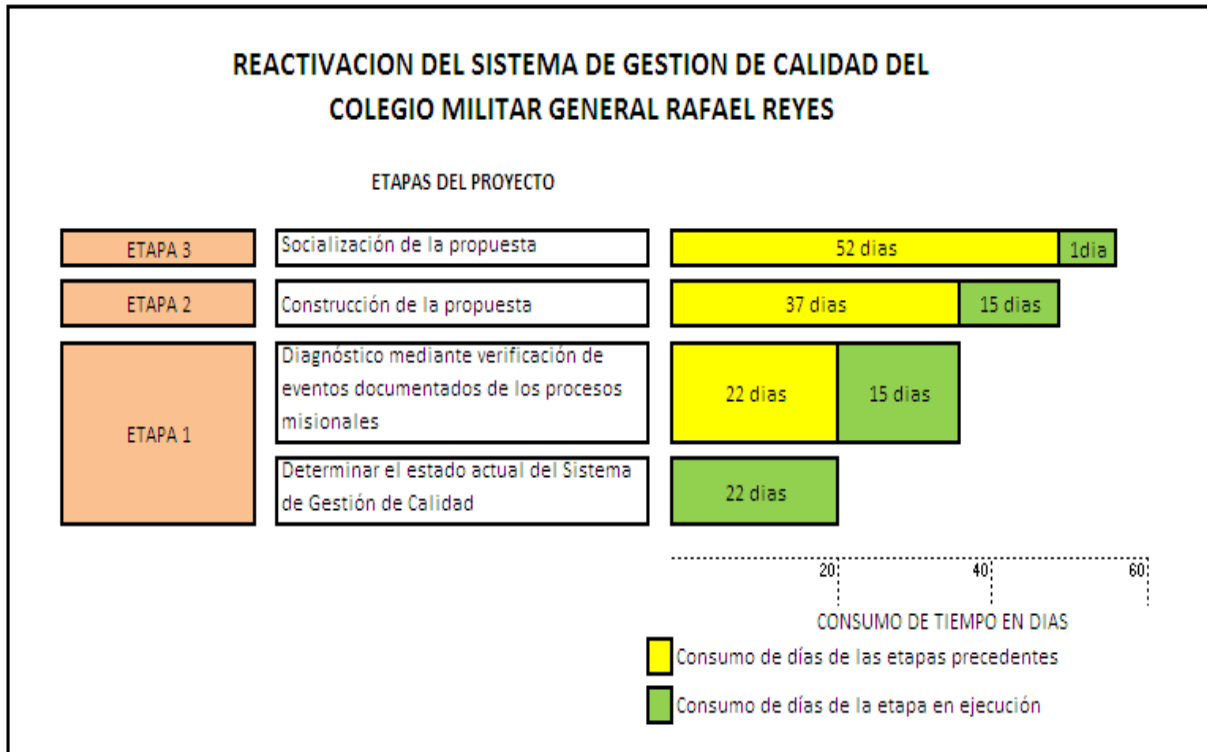 REACTIVACION DEL SISTEMA DE GESTION DE CALIDAD DEL
COLEGIO MILITAR GENERAL RAFAEL REYES
ETAPAS DEL PROYECTO
ETAPA 3
Socialización de la propuesta
52 dias
1dia
ETAPA 2
Construcción de la propuesta
37 dias
15 dias
ETAPA 1
Diagnóstico mediante verificación de
eventos documentados de los procesos
misionales
22 dias
15 dias
Determinar el estado actual del Sistema
de Gestión de Calidad
22 dias
20
40
60
CONSUMO DE TIEMPO EN DIAS
Consumo de días de las etapas precedentes
Consumo de días de la etapa en ejecución